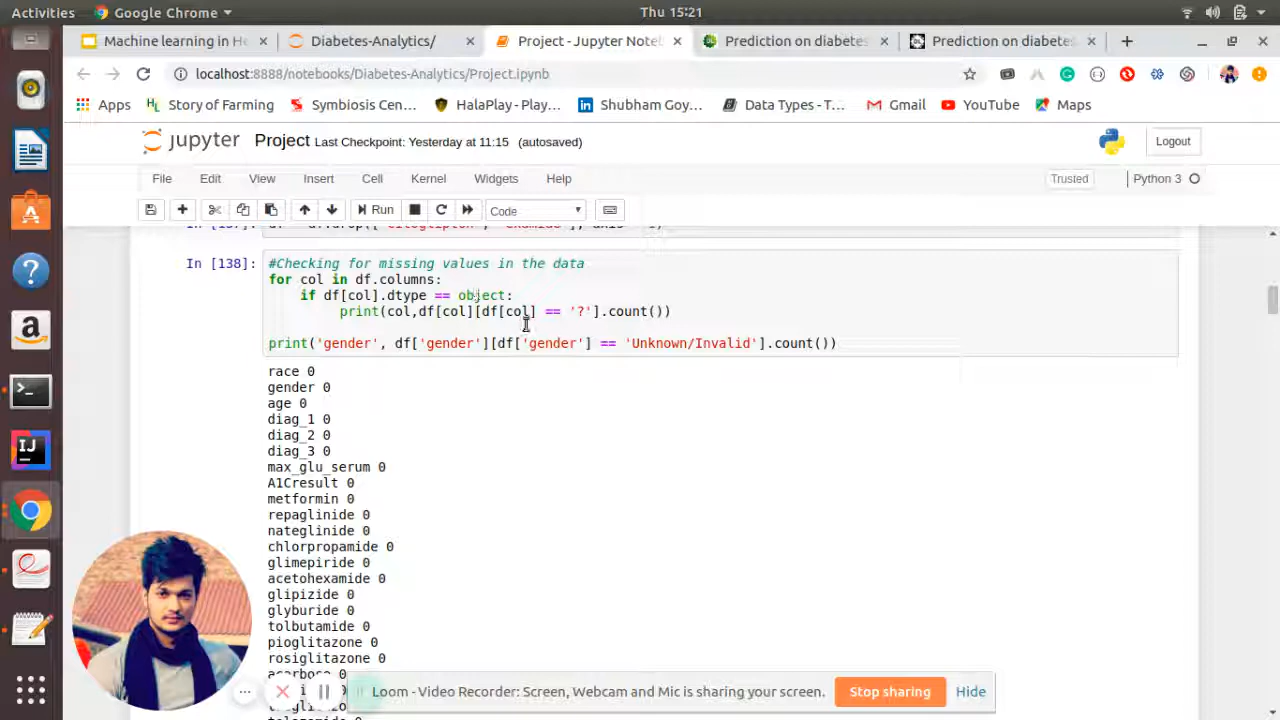 Activities Google Chrome Thu 15:21
Machine learning in He Diabetes-Analytics/ Project - Jupyter Note Prediction on diabetes Prediction on diabetes
localhost:8888/notebooks/Diabetes-Analytics/Project.ipynb
Apps Story of Farming Symbiosis Cen... HalaPlay - Play... Shubham Goy... Data Types - T... Gmail YouTube Maps
jupyter Project Last Checkpoint: Yesterday at 11:15 (autosaved) Logout
File Edit View Insert Cell Kernel Widgets Help Trusted Python 3
Run Code
In [138]: #Checking for missing values in the data
for col in df.columns:
if df[col].dtype == object:
print(col,df[col][df[col] == '?'].count())
print('gender', df['gender'][df['gender'] == 'Unknown/Invalid'].count())
race 0
gender 0
age 0
diag_1 0
diag_2 0
diag_3 0
max_glu_serum 0
A1Cresult 0
metformin 0
repaglinide 0
nateglinide 0
chlorpropamide 0
glimepiride 0
acetohexamide 0
glipizide 0
glyburide 0
tolbutamide 0
pioglitazone 0
rosiglitazone 0
Loom - Video Recorder: Screen, Webcam and Mic is sharing your screen. Stop sharing Hide